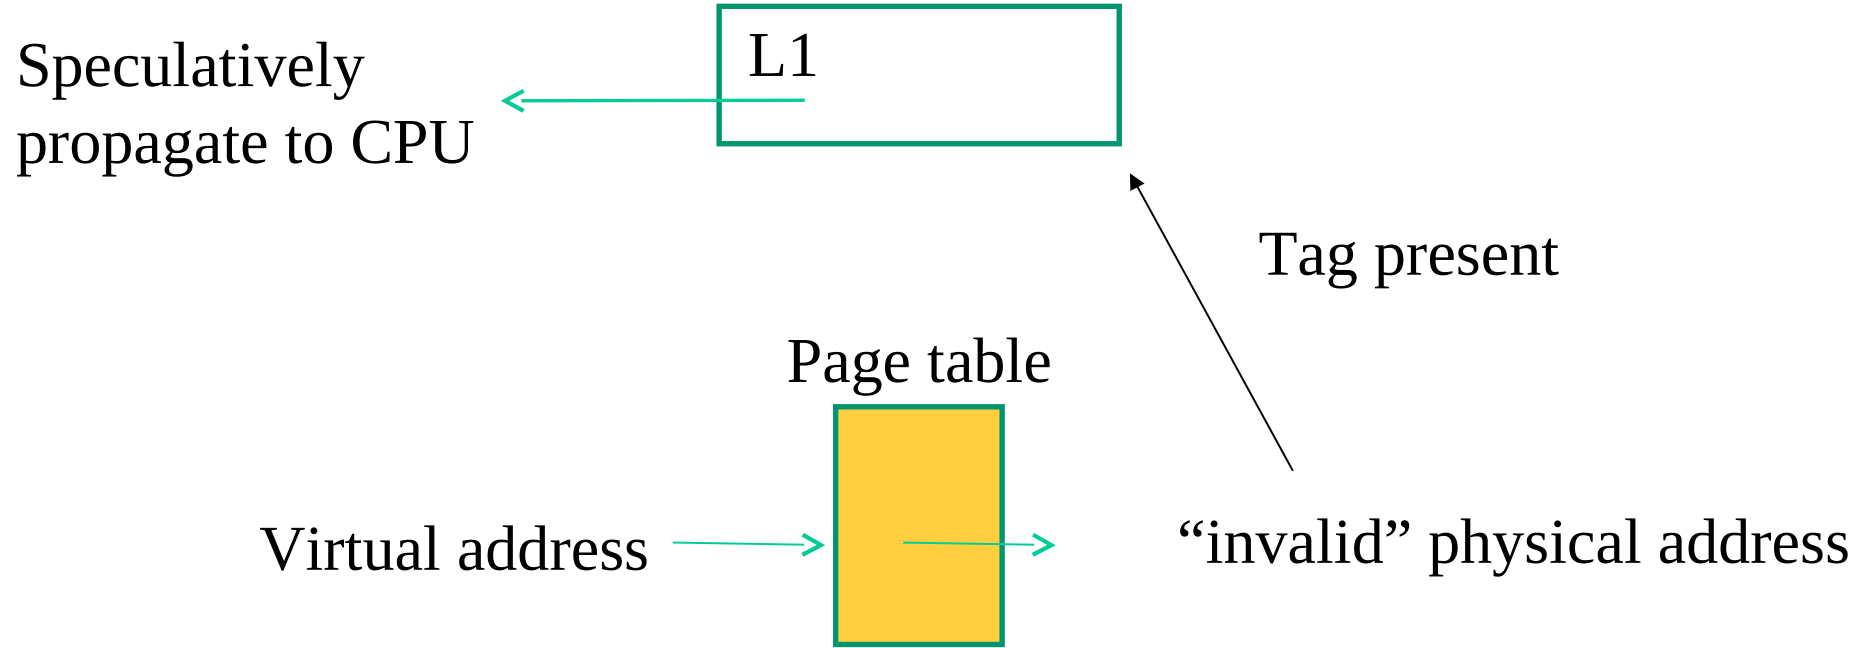 Speculatively
propagate to CPU
L1
Tag present
Page table
Virtual address
“invalid” physical address